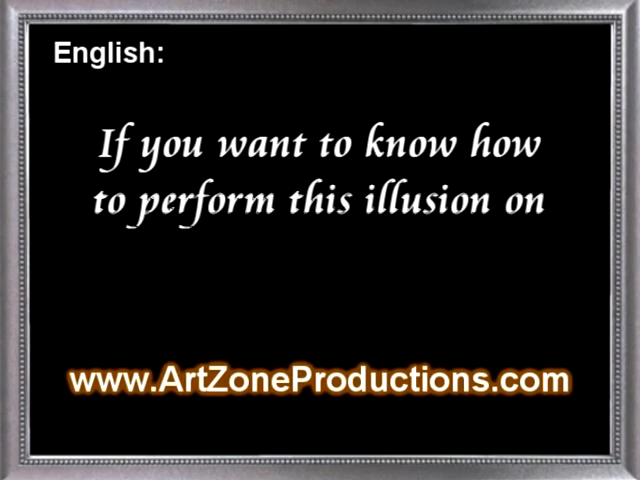 English:
If you want to know how
to perform this illusion on
www.ArtZoneProductions.com